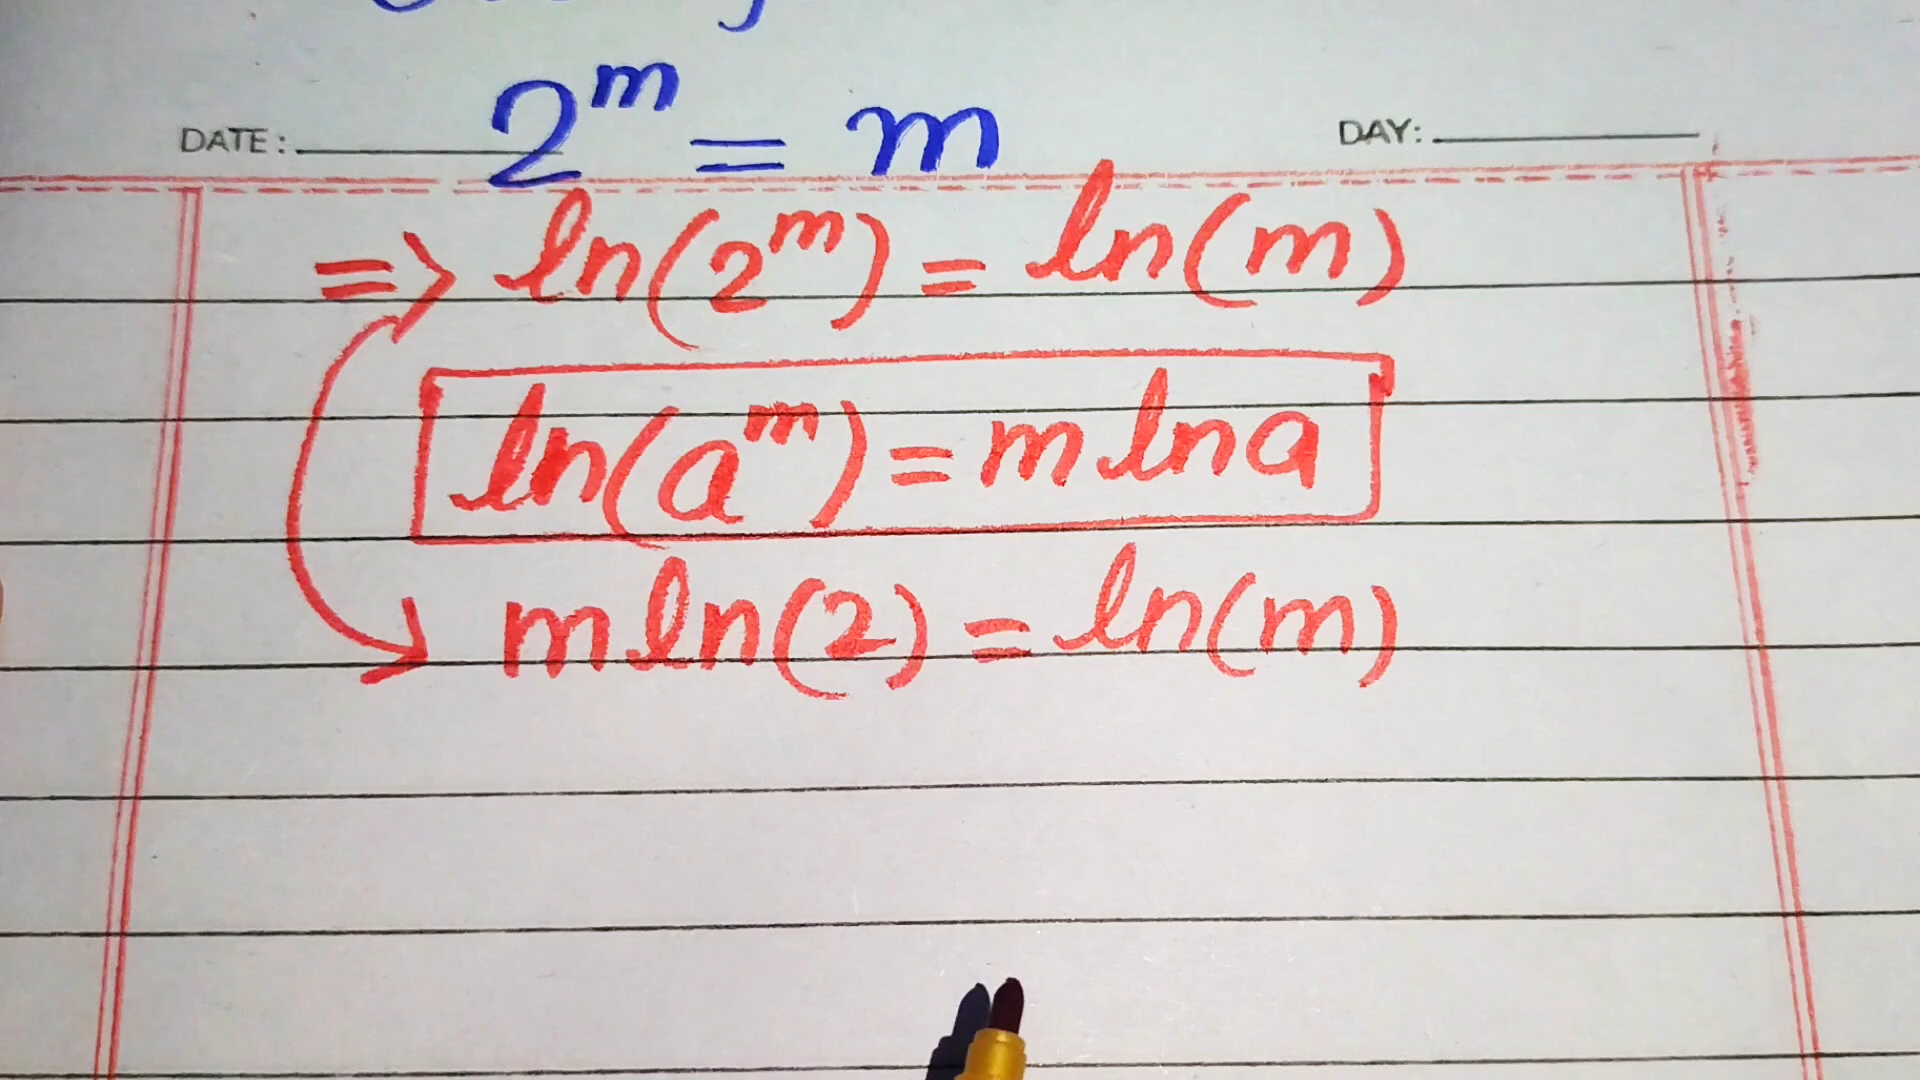 2^m = m
DATE: DAY:
=> ln(2^m) = ln(m)
ln(a^m) = m ln a
m ln(2) = ln(m)